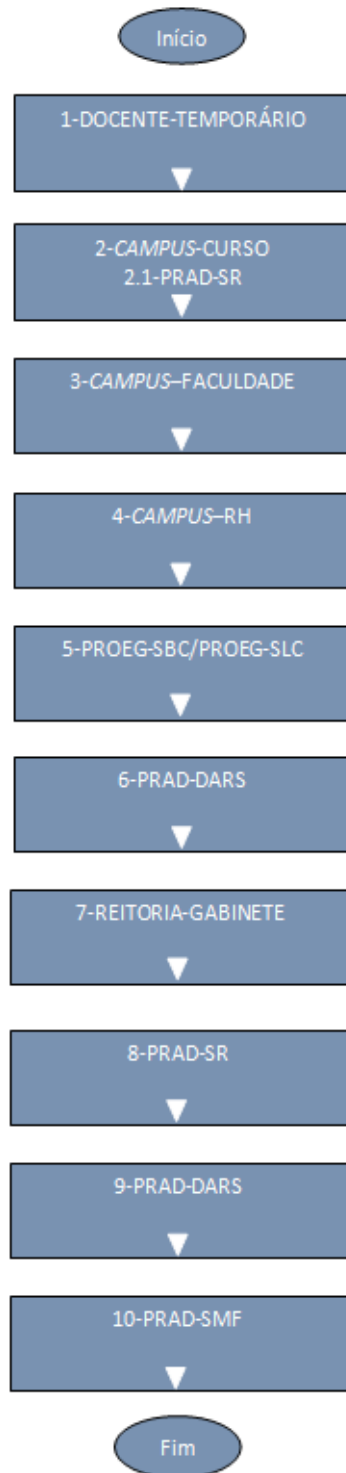 Início
1-DOCENTE-TEMPORÁRIO
2-CAMPUS-CURSO
2.1-PRAD-SR
3-CAMPUS–FACULDADE
4-CAMPUS–RH
5-PROEG-SBC/PROEG-SLC
6-PRAD-DARS
7-REITORIA-GABINETE
8-PRAD-SR
9-PRAD-DARS
10-PRAD-SMF
Fim